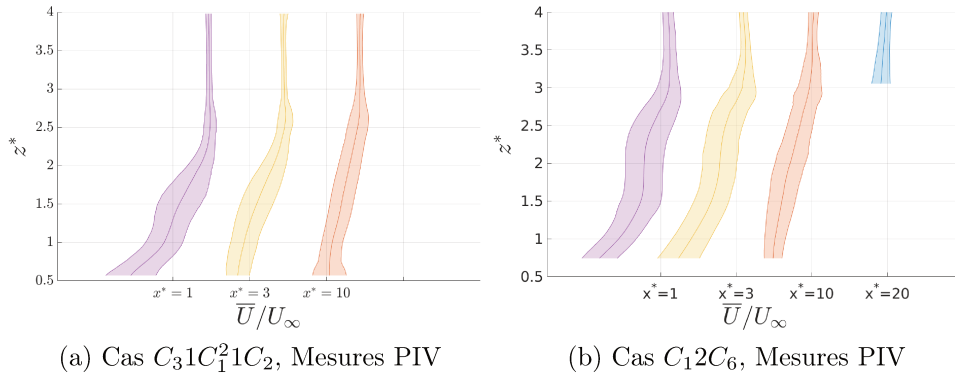 4
3.5
3
2.5
2
1.5
1
0.5
z*
x* = 1
x* = 3
x* = 10
U̅/U∞
(a) Cas C₃1C₁²1C₂, Mesures PIV
4
3.5
3
2.5
2
1.5
1
0.5
z*
x*=1
x*=3
x*=10
x*=20
U̅/U∞
(b) Cas C₁2C₆, Mesures PIV